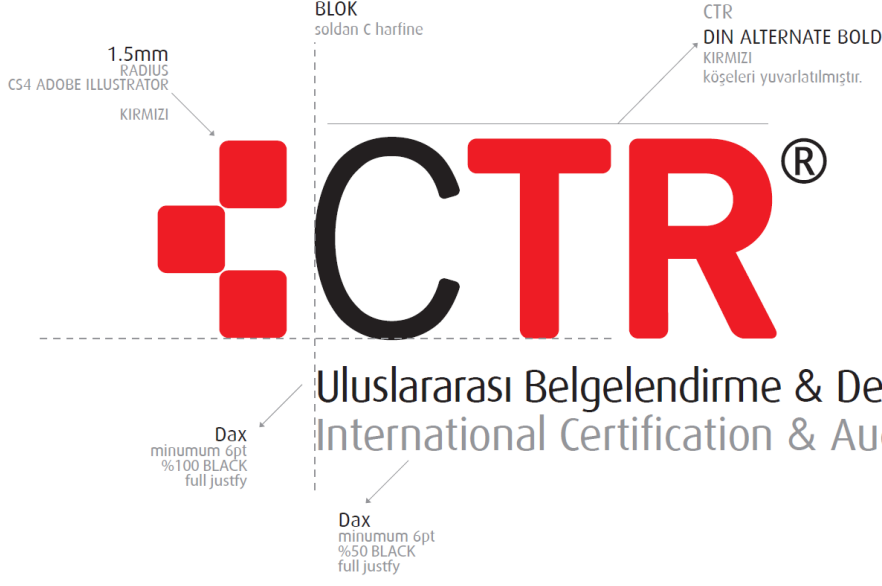 BLOK
soldan C harfine
CTR
DIN ALTERNATE BOLD
KIRMIZI
köşeleri yuvarlatılmıştır.
1.5mm
RADIUS
CS4 ADOBE ILLUSTRATOR
KIRMIZI
CTR®
Uluslararası Belgelendirme & De
International Certification & Au
Dax
minumum 6pt
%100 BLACK
full justfy
Dax
minumum 6pt
%50 BLACK
full justfy